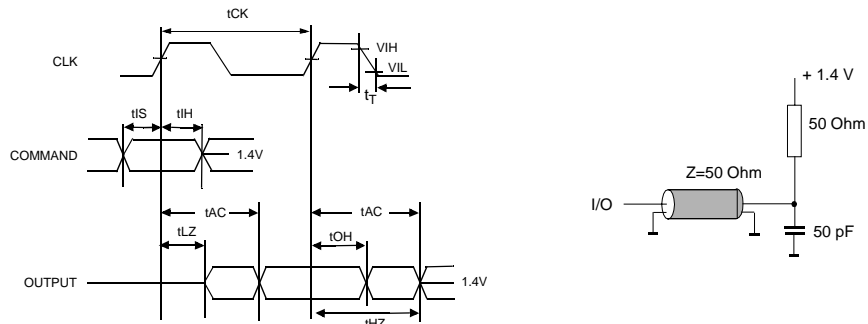 tCK
CLK
VIH
VIL
tT
tIS
tIH
COMMAND
1.4V
tAC
tAC
tLZ
tOH
OUTPUT
1.4V
tHZ
+ 1.4 V
50 Ohm
Z=50 Ohm
I/O
50 pF